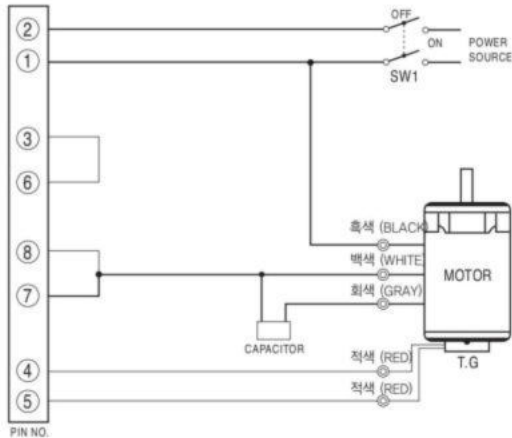 ②
OFF
ON
POWER
SOURCE
①
SW1
③
⑥
흑색 (BLACK)
⑧
백색 (WHITE)
MOTOR
⑦
회색 (GRAY)
CAPACITOR
적색 (RED)
④
T.G
적색 (RED)
⑤
PIN NO.